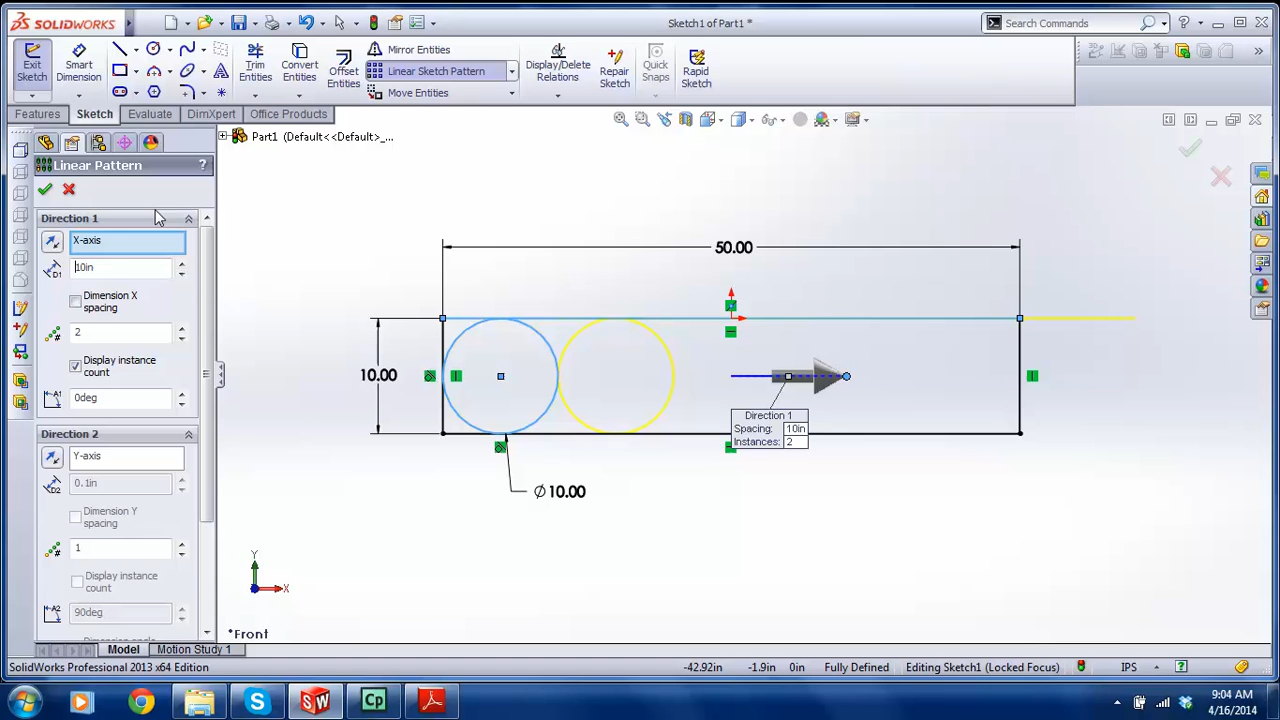 SOLIDWORKS
Sketch1 of Part1 *
Search Commands
Exit Sketch
Smart Dimension
Trim Entities
Convert Entities
Offset Entities
Mirror Entities
Linear Sketch Pattern
Move Entities
Display/Delete Relations
Repair Sketch
Quick Snaps
Rapid Sketch
Features
Sketch
Evaluate
DimXpert
Office Products
Part1 (Default<<Default>_...
Linear Pattern
?
Direction 1
X-axis
D1
10in
Dimension X spacing
2
Display instance count
A1
0deg
Direction 2
Y-axis
D2
0.1in
Dimension Y spacing
1
Display instance count
A2
90deg
50.00
10.00
Ø10.00
Direction 1
Spacing: 10in
Instances: 2
Y
X
*Front
Model
Motion Study 1
SolidWorks Professional 2013 x64 Edition
-42.92in
-1.9in
0in
Fully Defined
Editing Sketch1 (Locked Focus)
IPS
9:04 AM
4/16/2014